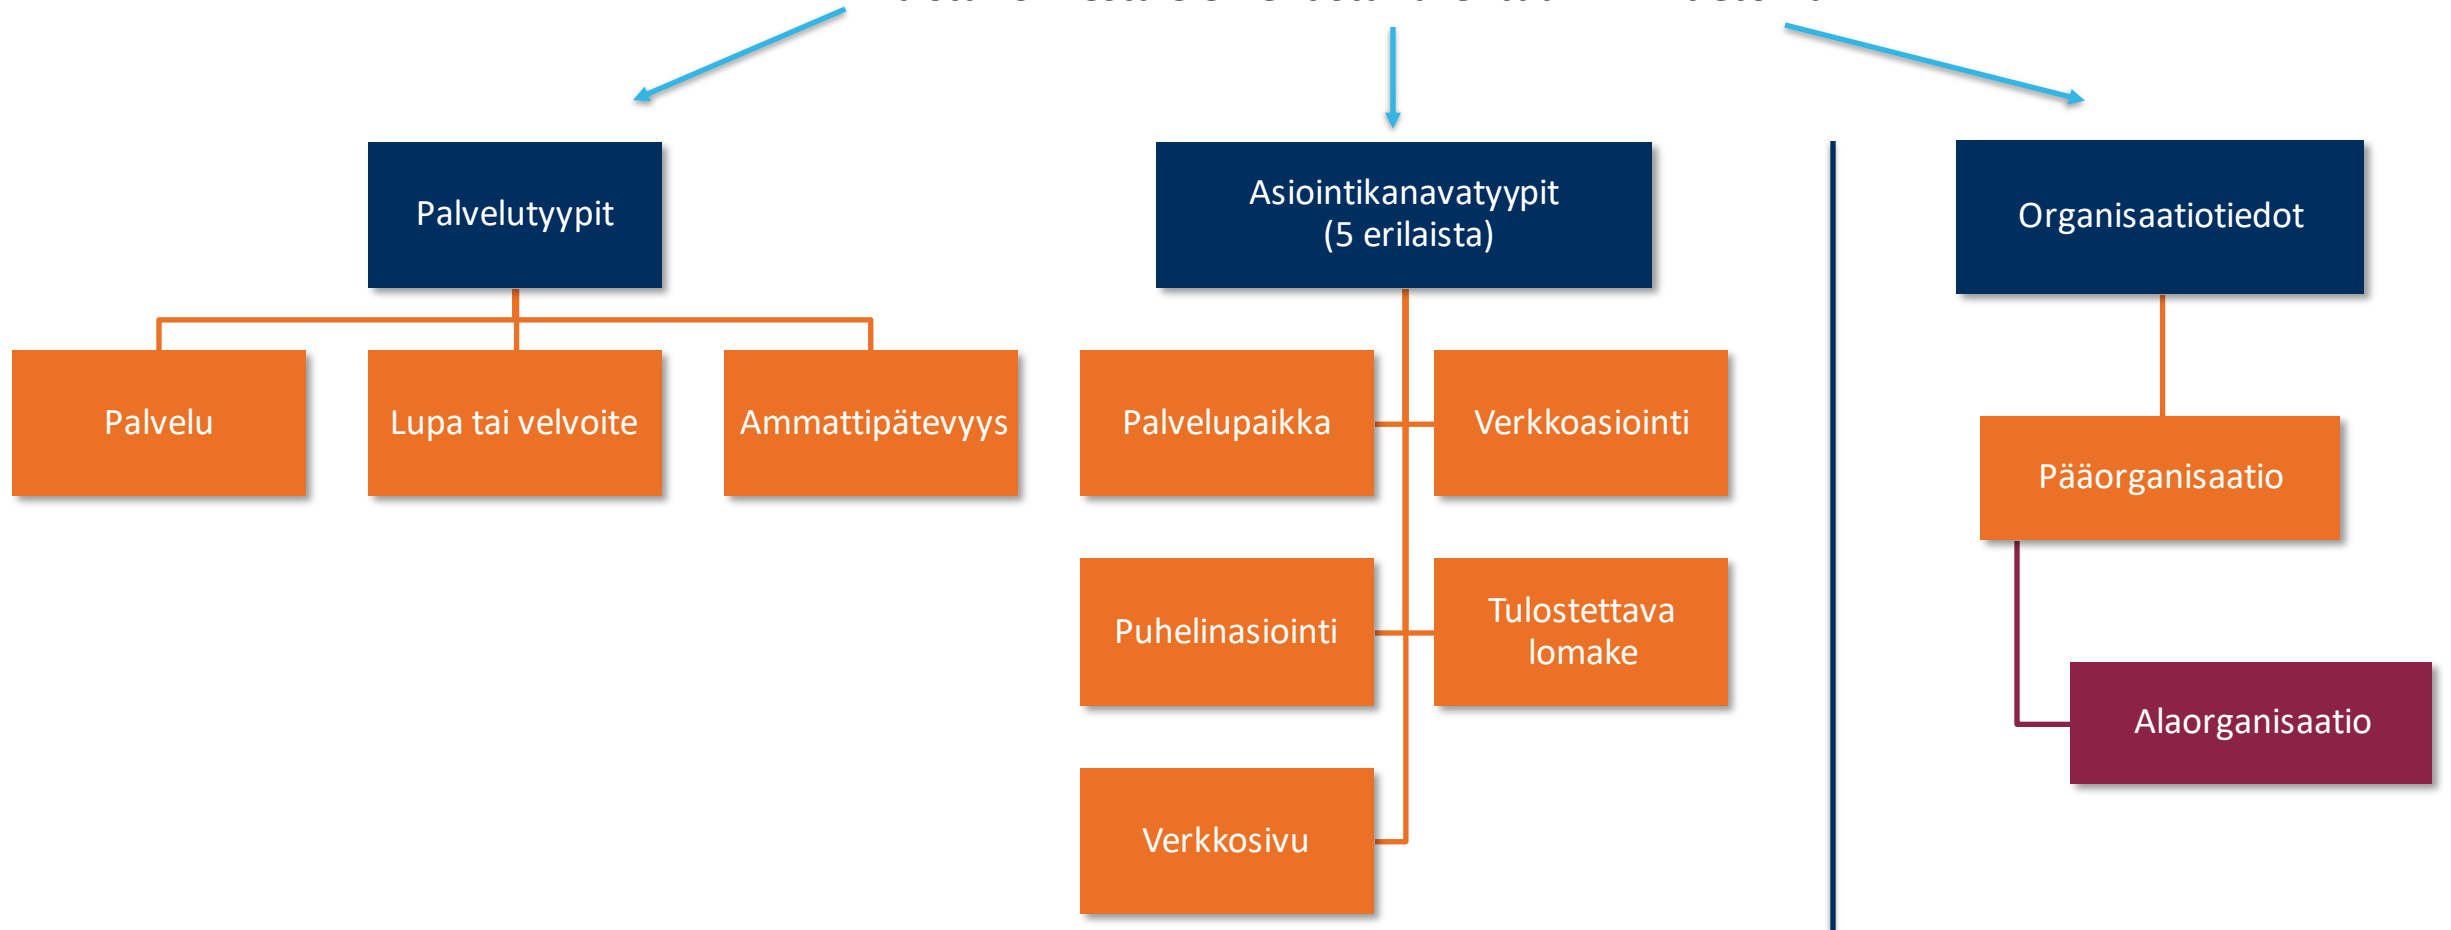 Palvelutyypit
Palvelu
Lupa tai velvoite
Ammattipätevyys
Asiointikanavatyypit
(5 erilaista)
Palvelupaikka
Verkkoasiointi
Puhelinasiointi
Tulostettava
lomake
Verkkosivu
Organisaatiotiedot
Pääorganisaatio
Alaorganisaatio